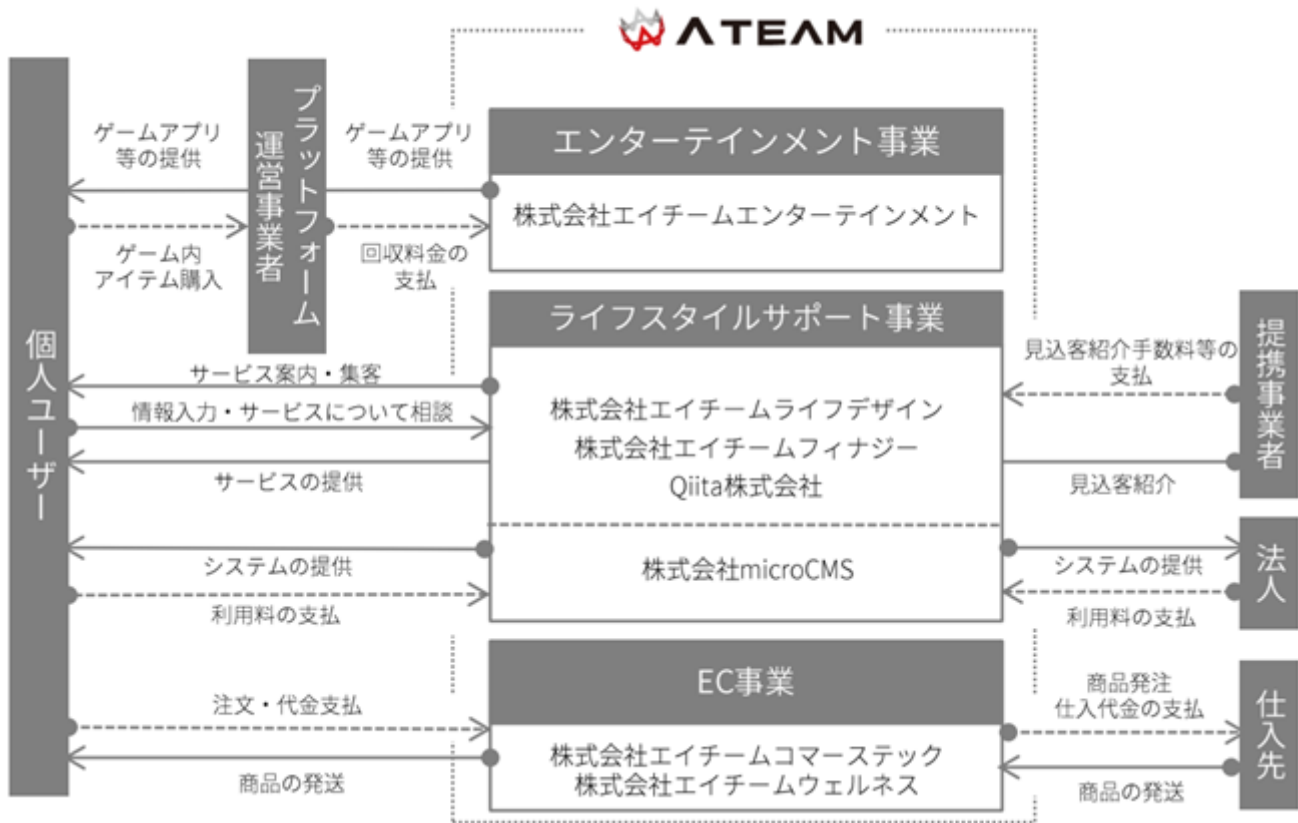 ATEAM
個人ユーザー
プラットフォーム
運営事業者
ゲームアプリ
等の提供
ゲーム内
アイテム購入
ゲームアプリ
等の提供
回収料金の
支払
エンターテインメント事業
株式会社エイチームエンターテインメント
ライフスタイルサポート事業
株式会社エイチームライフデザイン
株式会社エイチームフィナジー
Qiita株式会社
株式会社microCMS
サービス案内・集客
情報入力・サービスについて相談
サービスの提供
システムの提供
利用料の支払
見込客紹介手数料等の
支払
見込客紹介
提携事業者
システムの提供
利用料の支払
法人
EC事業
株式会社エイチームコマーステック
株式会社エイチームウェルネス
注文・代金支払
商品の発送
商品発注
仕入代金の支払
商品の発送
仕入先